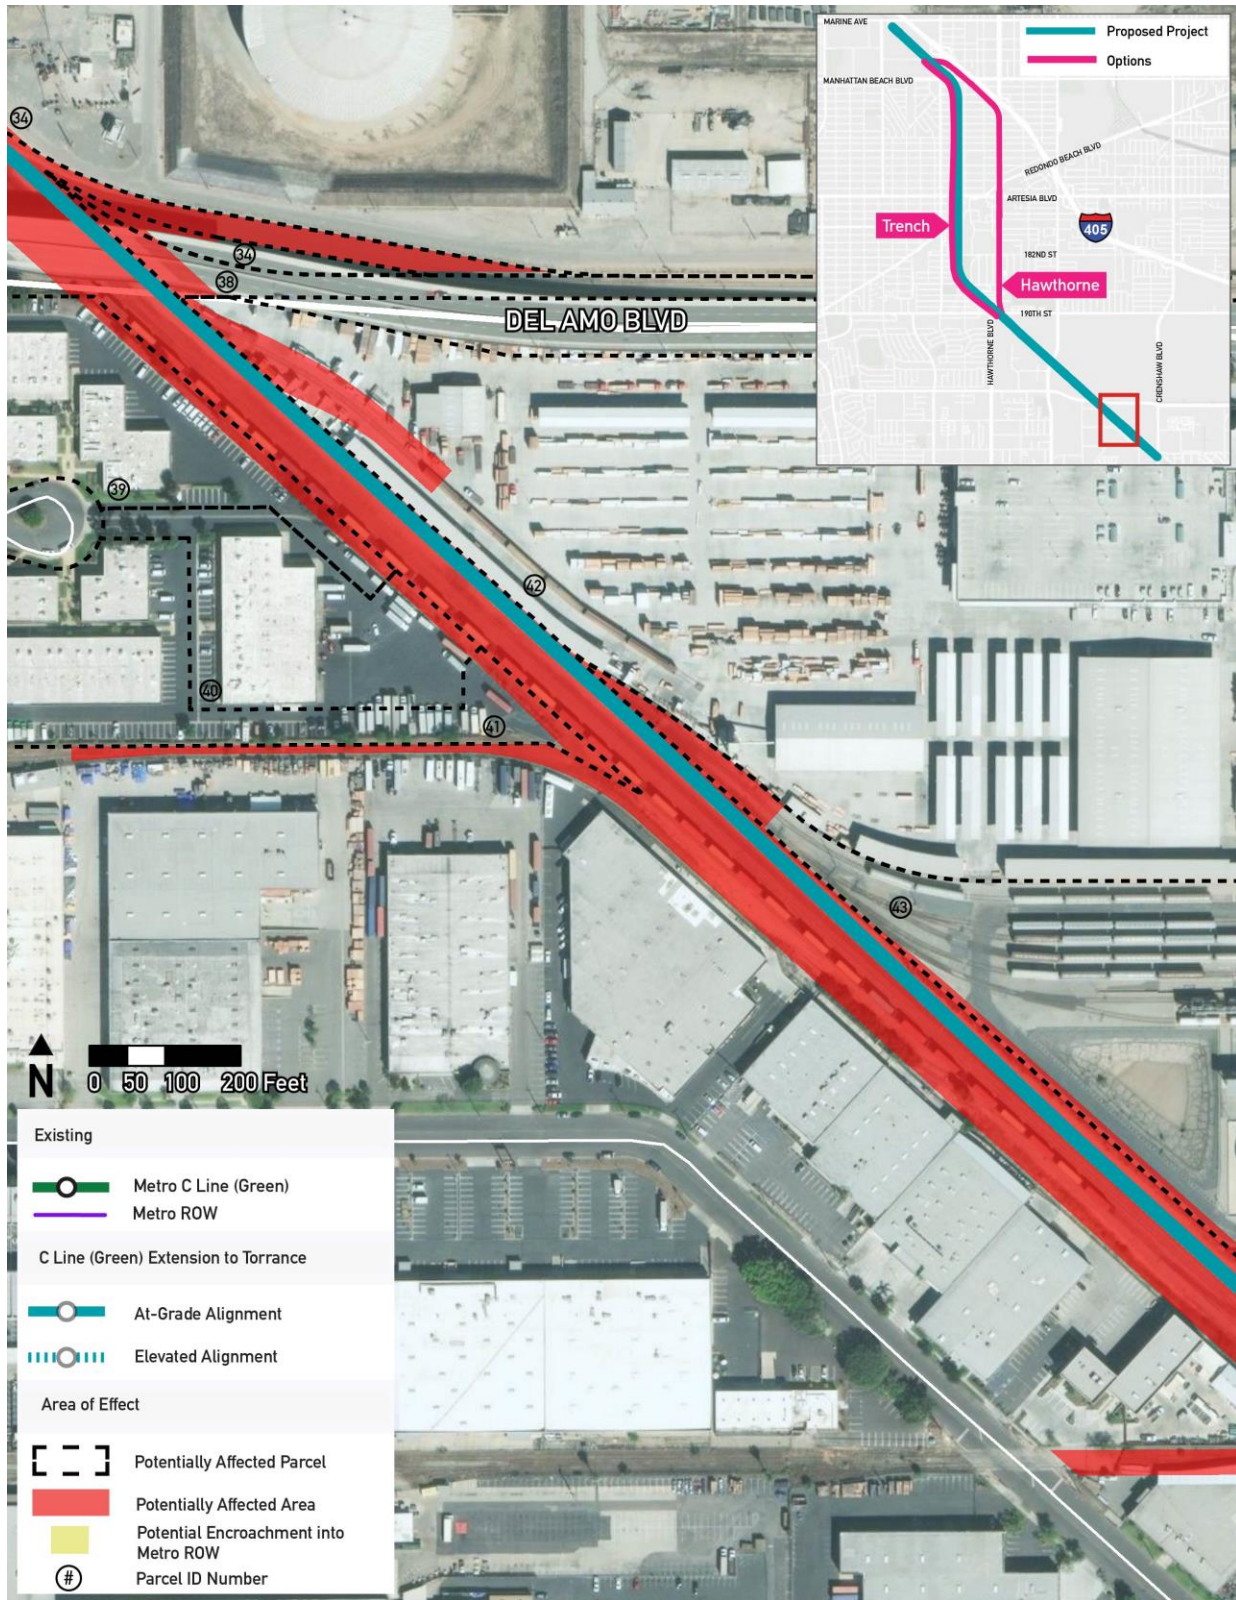 MARINE AVE
Proposed Project
Options
MANHATTAN BEACH BLVD
REDONDO BEACH BLVD
ARTESIA BLVD
Trench
405
182ND ST
Hawthorne
190TH ST
HAWTHORNE BLVD
CRENSHAW BLVD
34
34
38
DEL AMO BLVD
39
42
40
41
43
N
0 50 100 200 Feet
Existing
Metro C Line (Green)
Metro ROW
C Line (Green) Extension to Torrance
At-Grade Alignment
Elevated Alignment
Area of Effect
Potentially Affected Parcel
Potentially Affected Area
Potential Encroachment into
Metro ROW
# Parcel ID Number